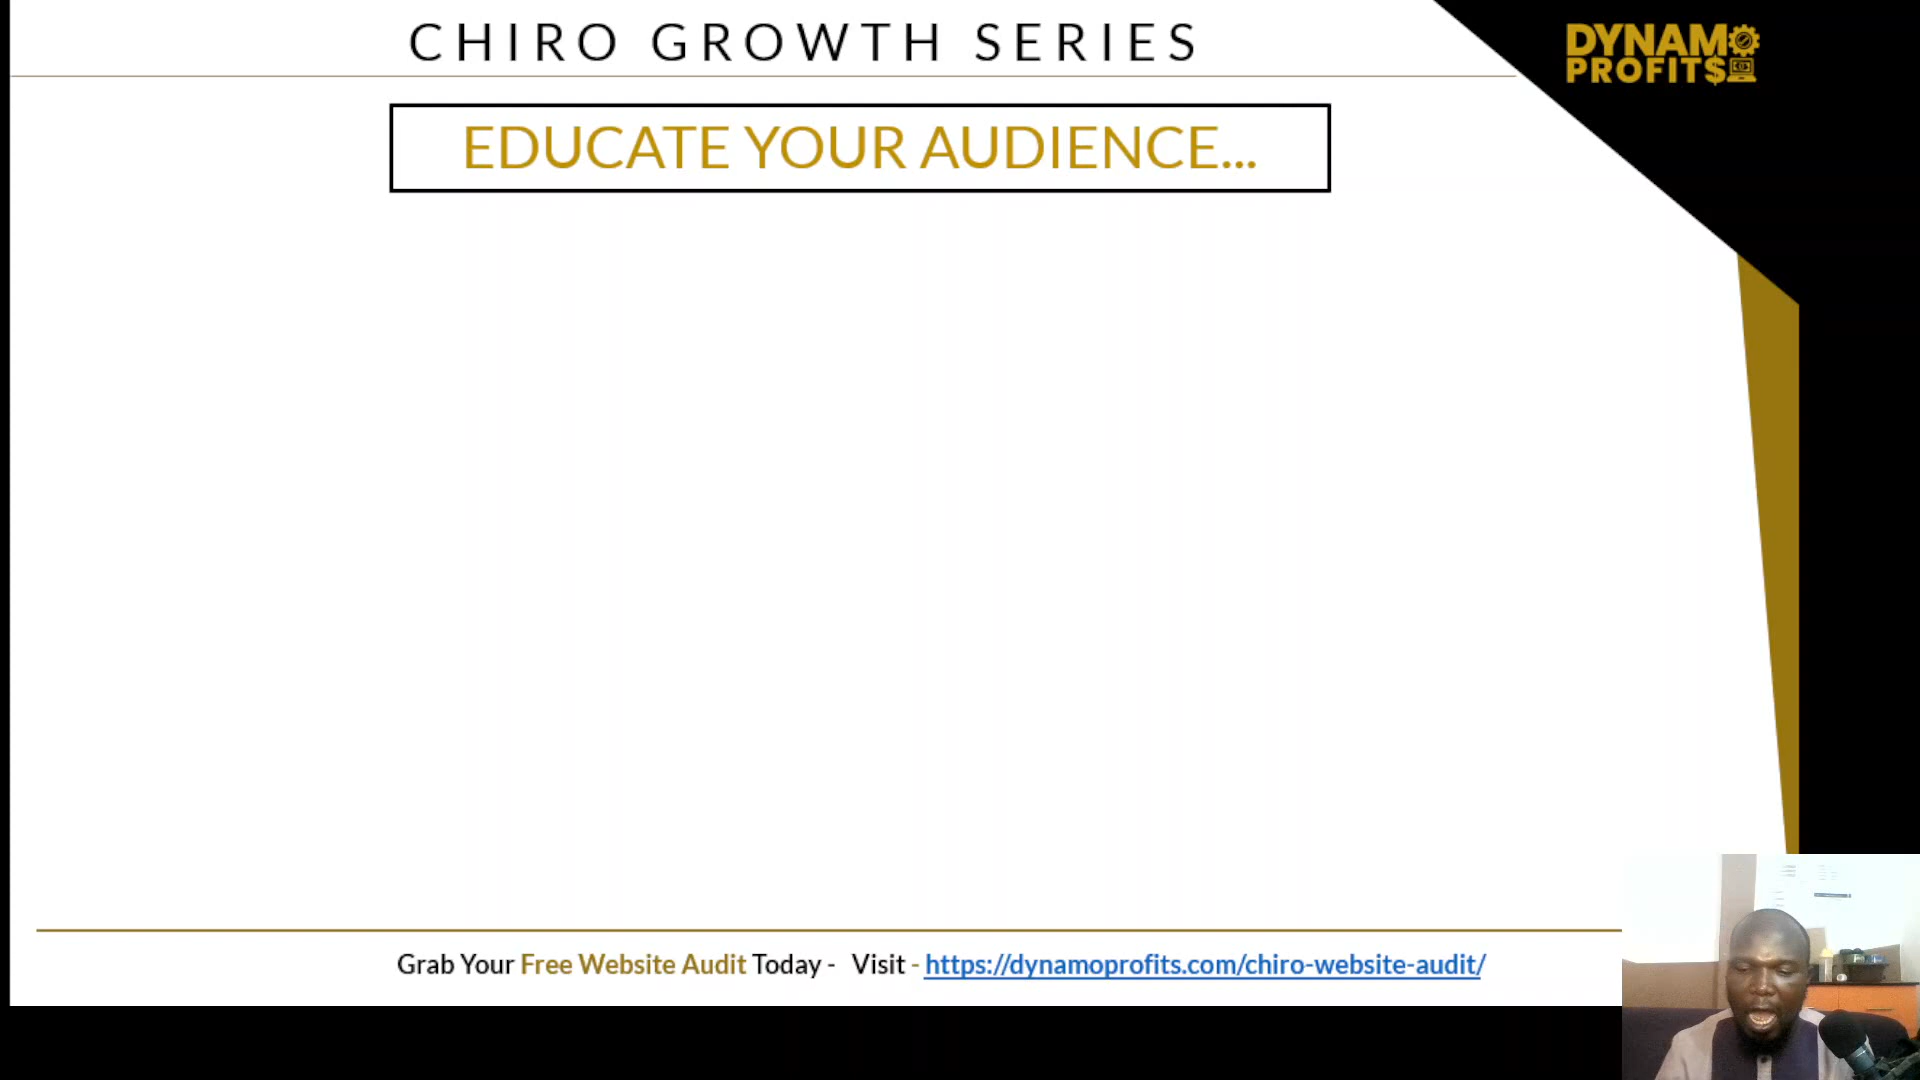 CHIRO GROWTH SERIES
DYNAMO
PROFIT$
EDUCATE YOUR AUDIENCE...
Grab Your Free Website Audit Today - Visit - https://dynamoprofits.com/chiro-website-audit/